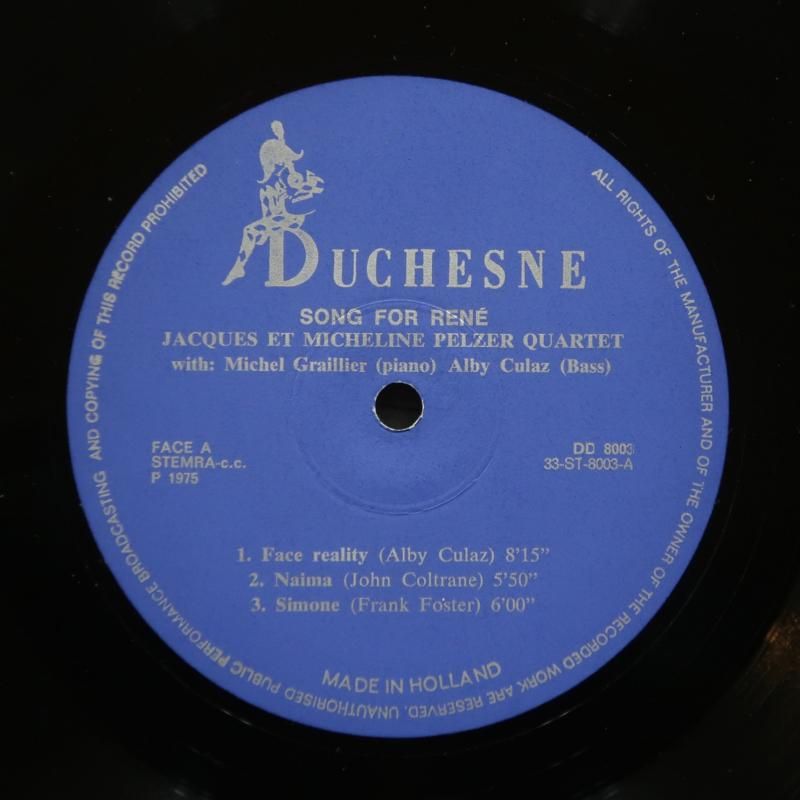 DUCHESNE
SONG FOR RENÉ
JACQUES ET MICHELINE PELZER QUARTET
with: Michel Graillier (piano) Alby Culaz (Bass)
FACE A
STEMRA-c.c.
P 1975
DD 8003
33-ST-8003-A
1. Face reality (Alby Culaz) 8'15”
2. Naima (John Coltrane) 5'50”
3. Simone (Frank Foster) 6'00”
MADE IN HOLLAND
ALL RIGHTS OF THE MANUFACTURER AND OF THE OWNER OF THE RECORDED WORK ARE RESERVED. UNAUTHORISED PUBLIC PERFORMANCE BROADCASTING AND COPYING OF THIS RECORD PROHIBITED